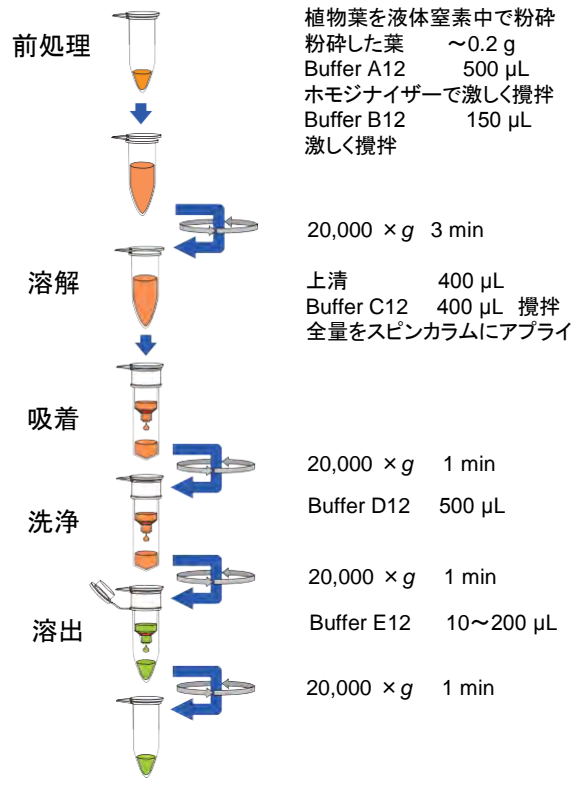 前処理
植物葉を液体窒素中で粉砕
粉砕した葉 ～0.2 g
Buffer A12 500 µL
ホモジナイザーで激しく攪拌
Buffer B12 150 µL
激しく攪拌
20,000 ×g 3 min
溶解
上清 400 µL
Buffer C12 400 µL 攪拌
全量をスピンカラムにアプライ
吸着
20,000 ×g 1 min
洗浄
Buffer D12 500 µL
20,000 ×g 1 min
溶出
Buffer E12 10～200 µL
20,000 ×g 1 min